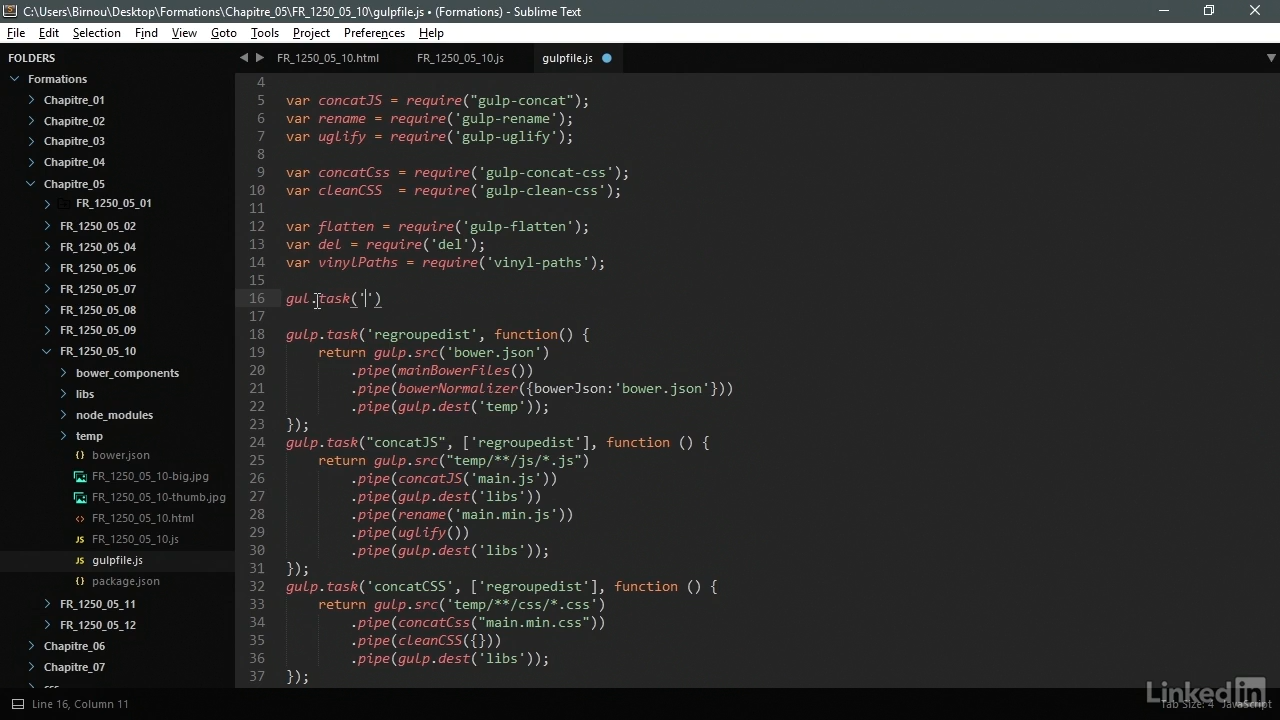 C:\Users\Birnou\Desktop\Formations\Chapitre_05\FR_1250_05_10\gulpfile.js • (Formations) - Sublime Text
File Edit Selection Find View Goto Tools Project Preferences Help
FOLDERS
Formations
Chapitre_01
Chapitre_02
Chapitre_03
Chapitre_04
Chapitre_05
FR_1250_05_01
FR_1250_05_02
FR_1250_05_04
FR_1250_05_06
FR_1250_05_07
FR_1250_05_08
FR_1250_05_09
FR_1250_05_10
bower_components
libs
node_modules
temp
{} bower.json
FR_1250_05_10-big.jpg
FR_1250_05_10-thumb.jpg
<> FR_1250_05_10.html
JS FR_1250_05_10.js
JS gulpfile.js
{} package.json
FR_1250_05_11
FR_1250_05_12
Chapitre_06
Chapitre_07
FR_1250_05_10.html FR_1250_05_10.js gulpfile.js
4
5 var concatJS = require("gulp-concat");
6 var rename = require('gulp-rename');
7 var uglify = require('gulp-uglify');
8
9 var concatCss = require('gulp-concat-css');
10 var cleanCSS  = require('gulp-clean-css');
11
12 var flatten = require('gulp-flatten');
13 var del = require('del');
14 var vinylPaths = require('vinyl-paths');
15
16 gul.task('')
17
18 gulp.task('regroupedist', function() {
19 return gulp.src('bower.json')
20 .pipe(mainBowerFiles())
21 .pipe(bowerNormalizer({bowerJson:'bower.json'}))
22 .pipe(gulp.dest('temp'));
23 });
24 gulp.task("concatJS", ['regroupedist'], function () {
25 return gulp.src("temp/**/js/*.js")
26 .pipe(concatJS('main.js'))
27 .pipe(gulp.dest('libs'))
28 .pipe(rename('main.min.js'))
29 .pipe(uglify())
30 .pipe(gulp.dest('libs'));
31 });
32 gulp.task('concatCSS', ['regroupedist'], function () {
33 return gulp.src('temp/**/css/*.css')
34 .pipe(concatCss("main.min.css"))
35 .pipe(cleanCSS({}))
36 .pipe(gulp.dest('libs'));
37 });
Line 16, Column 11
Tab Size: 4 JavaScript
LinkedIn